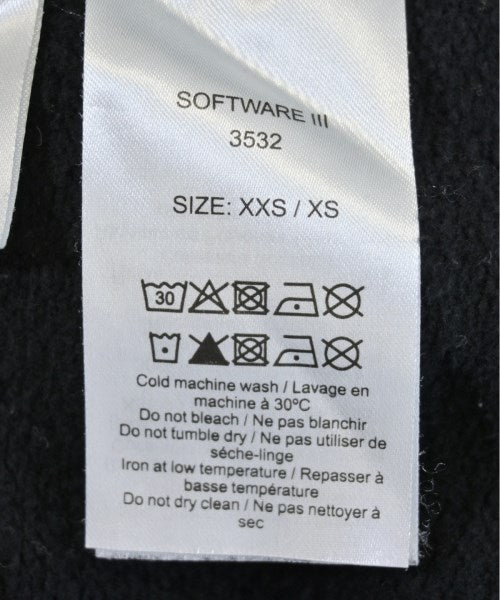 SOFTWARE III
3532
SIZE: XXS / XS
30
Cold machine wash / Lavage en
machine à 30ºC
Do not bleach / Ne pas blanchir
Do not tumble dry / Ne pas utiliser de
séche-linge
Iron at low temperature / Repasser à
basse température
Do not dry clean / Ne pas nettoyer à
sec